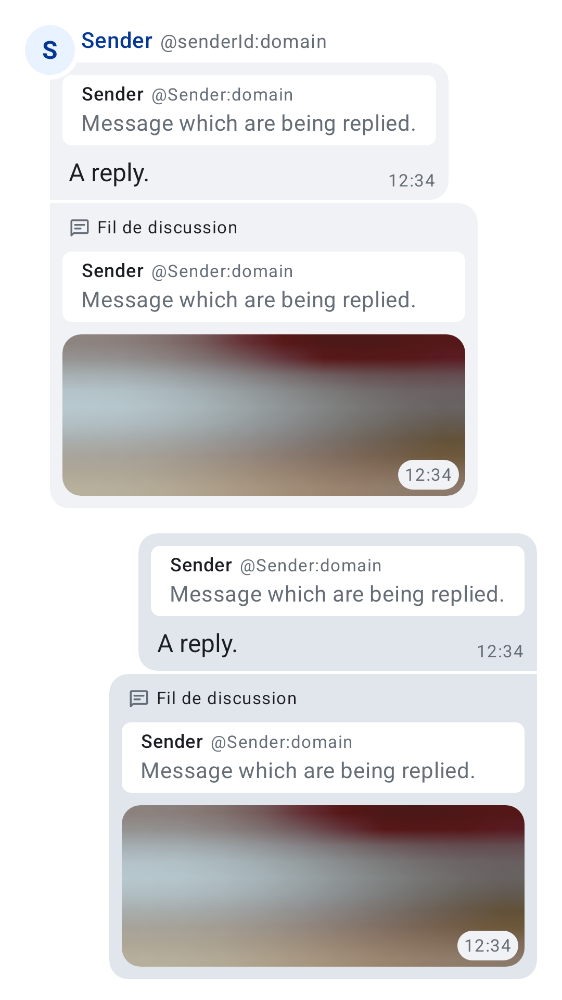 S Sender @senderId:domain
Sender @Sender:domain
Message which are being replied.
A reply.
12:34
Fil de discussion
Sender @Sender:domain
Message which are being replied.
12:34
Sender @Sender:domain
Message which are being replied.
A reply.
12:34
Fil de discussion
Sender @Sender:domain
Message which are being replied.
12:34